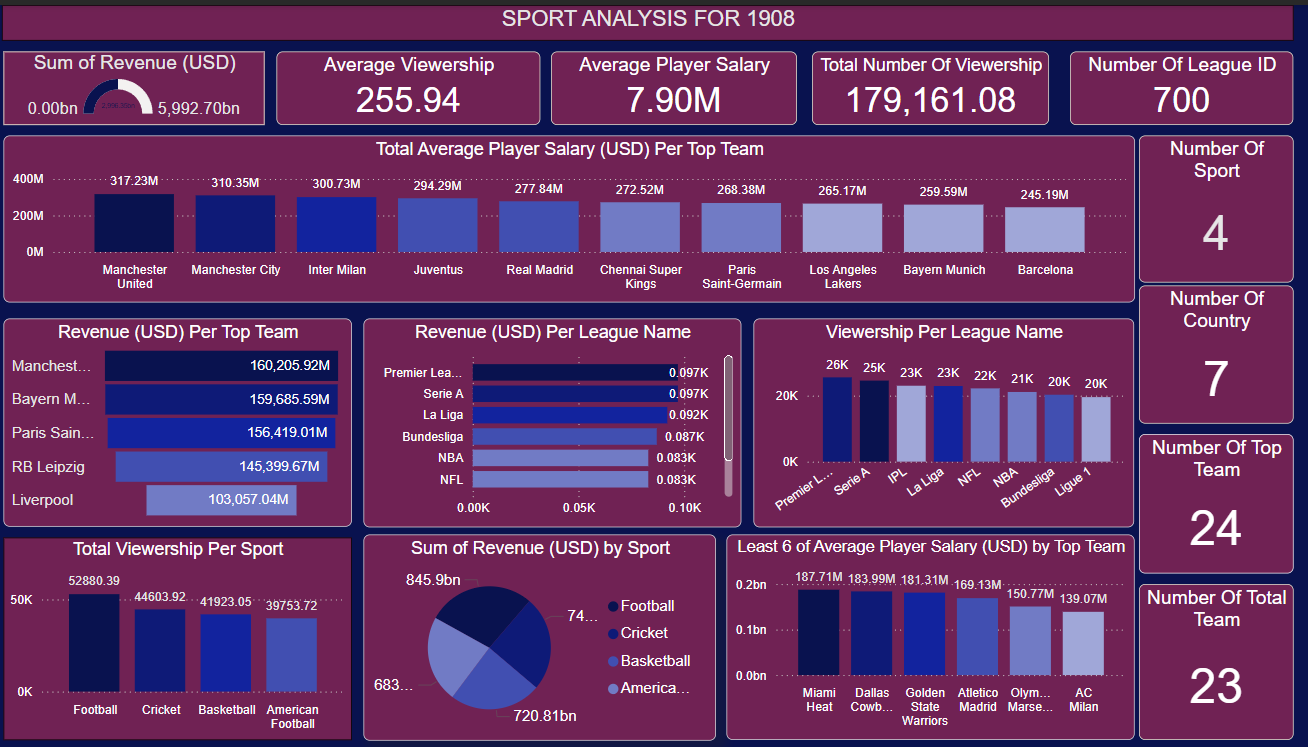 SPORT ANALYSIS FOR 1908
Sum of Revenue (USD)
0.00bn
5,992.70bn
Average Viewership
255.94
Average Player Salary
7.90M
Total Number Of Viewership
179,161.08
Number Of League ID
700
Total Average Player Salary (USD) Per Top Team
400M
200M
0M
317.23M
310.35M
300.73M
294.29M
277.84M
272.52M
268.38M
265.17M
259.59M
245.19M
Manchester
United
Manchester City
Inter Milan
Juventus
Real Madrid
Chennai Super
Kings
Paris
Saint-Germain
Los Angeles
Lakers
Bayern Munich
Barcelona
Number Of
Sport
4
Number Of
Country
7
Number Of Top
Team
24
Number Of Total
Team
23
Revenue (USD) Per Top Team
Manchest... 160,205.92M
Bayern M... 159,685.59M
Paris Sain... 156,419.01M
RB Leipzig 145,399.67M
Liverpool 103,057.04M
Revenue (USD) Per League Name
Premier Lea... 0.097K
Serie A 0.097K
La Liga 0.092K
Bundesliga 0.087K
NBA 0.083K
NFL 0.083K
0.00K 0.05K 0.10K
Viewership Per League Name
20K
0K
26K
25K
23K
23K
22K
21K
20K
20K
Premier L...
Serie A
IPL
La Liga
NFL
NBA
Bundesliga
Ligue 1
Total Viewership Per Sport
50K
0K
52880.39
44603.92
41923.05
39753.72
Football
Cricket
Basketball
American
Football
Sum of Revenue (USD) by Sport
845.9bn
74...
683...
720.81bn
Football
Cricket
Basketball
America...
Least 6 of Average Player Salary (USD) by Top Team
0.2bn
0.1bn
0.0bn
187.71M
183.99M
181.31M
169.13M
150.77M
139.07M
Miami
Heat
Dallas
Cowb...
Golden
State
Warriors
Atletico
Madrid
Olym...
Marse...
AC
Milan